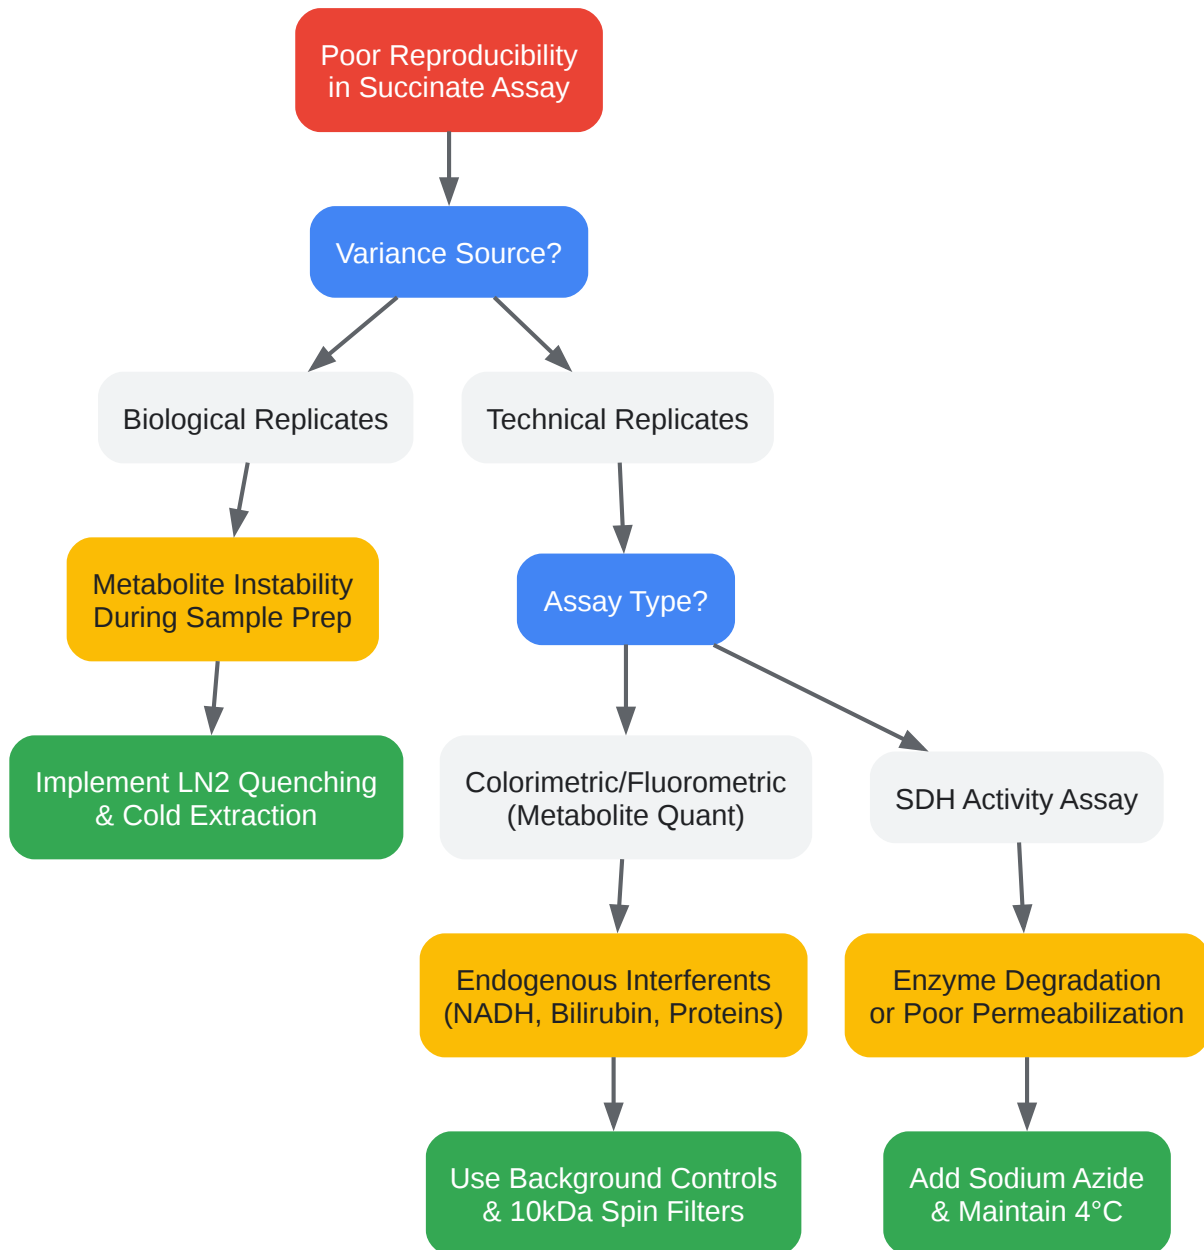 Poor Reproducibility
in Succinate Assay
Variance Source?
Biological Replicates
Technical Replicates
Metabolite Instability
During Sample Prep
Assay Type?
Implement LN2 Quenching
& Cold Extraction
Colorimetric/Fluorometric
(Metabolite Quant)
SDH Activity Assay
Endogenous Interferents
(NADH, Bilirubin, Proteins)
Enzyme Degradation
or Poor Permeabilization
Use Background Controls
& 10kDa Spin Filters
Add Sodium Azide
& Maintain 4°C